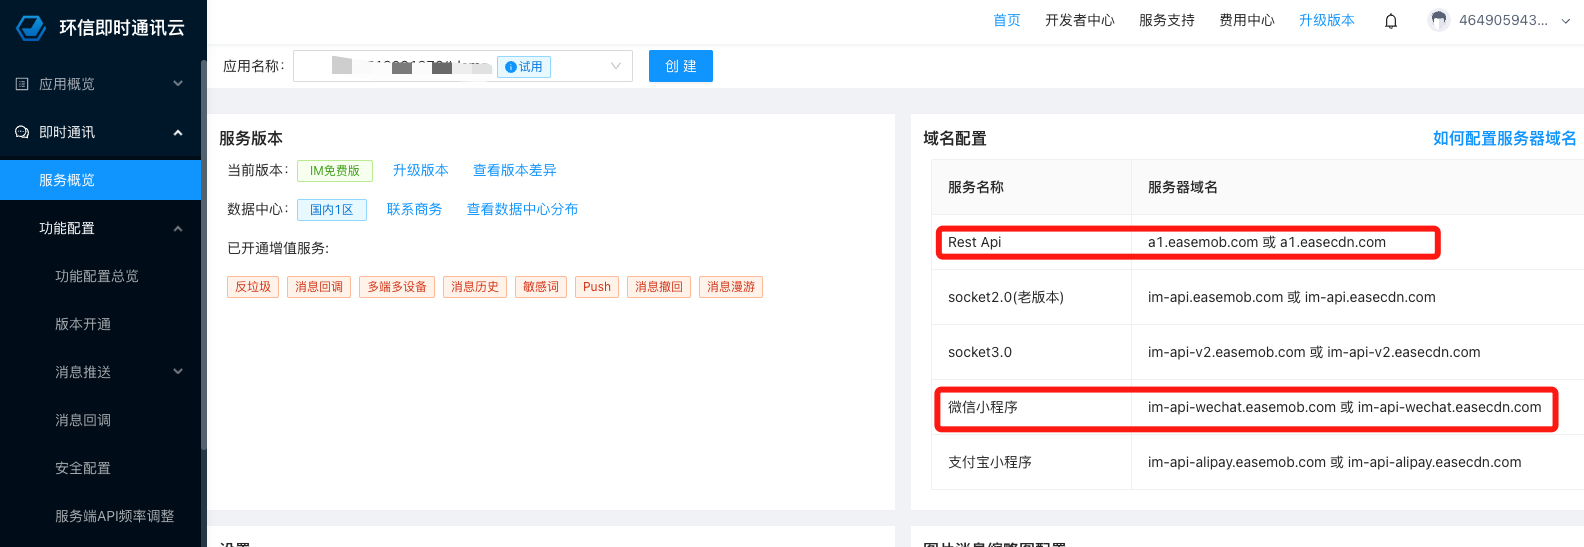 环信即时通讯云
首页 开发者中心 服务支持 费用中心 升级版本 464905943...
应用概览
即时通讯
服务概览
功能配置
功能配置总览
版本开通
消息推送
消息回调
安全配置
服务端API频率调整
应用名称: 试用 创 建
服务版本
当前版本: IM免费版 升级版本 查看版本差异
数据中心: 国内1区 联系商务 查看数据中心分布
已开通增值服务:
反垃圾 消息回调 多端多设备 消息历史 敏感词 Push 消息撤回 消息漫游
域名配置 如何配置服务器域名
服务名称 服务器域名
Rest Api a1.easemob.com 或 a1.easecdn.com
socket2.0(老版本) im-api.easemob.com 或 im-api.easecdn.com
socket3.0 im-api-v2.easemob.com 或 im-api-v2.easecdn.com
微信小程序 im-api-wechat.easemob.com 或 im-api-wechat.easecdn.com
支付宝小程序 im-api-alipay.easemob.com 或 im-api-alipay.easecdn.com